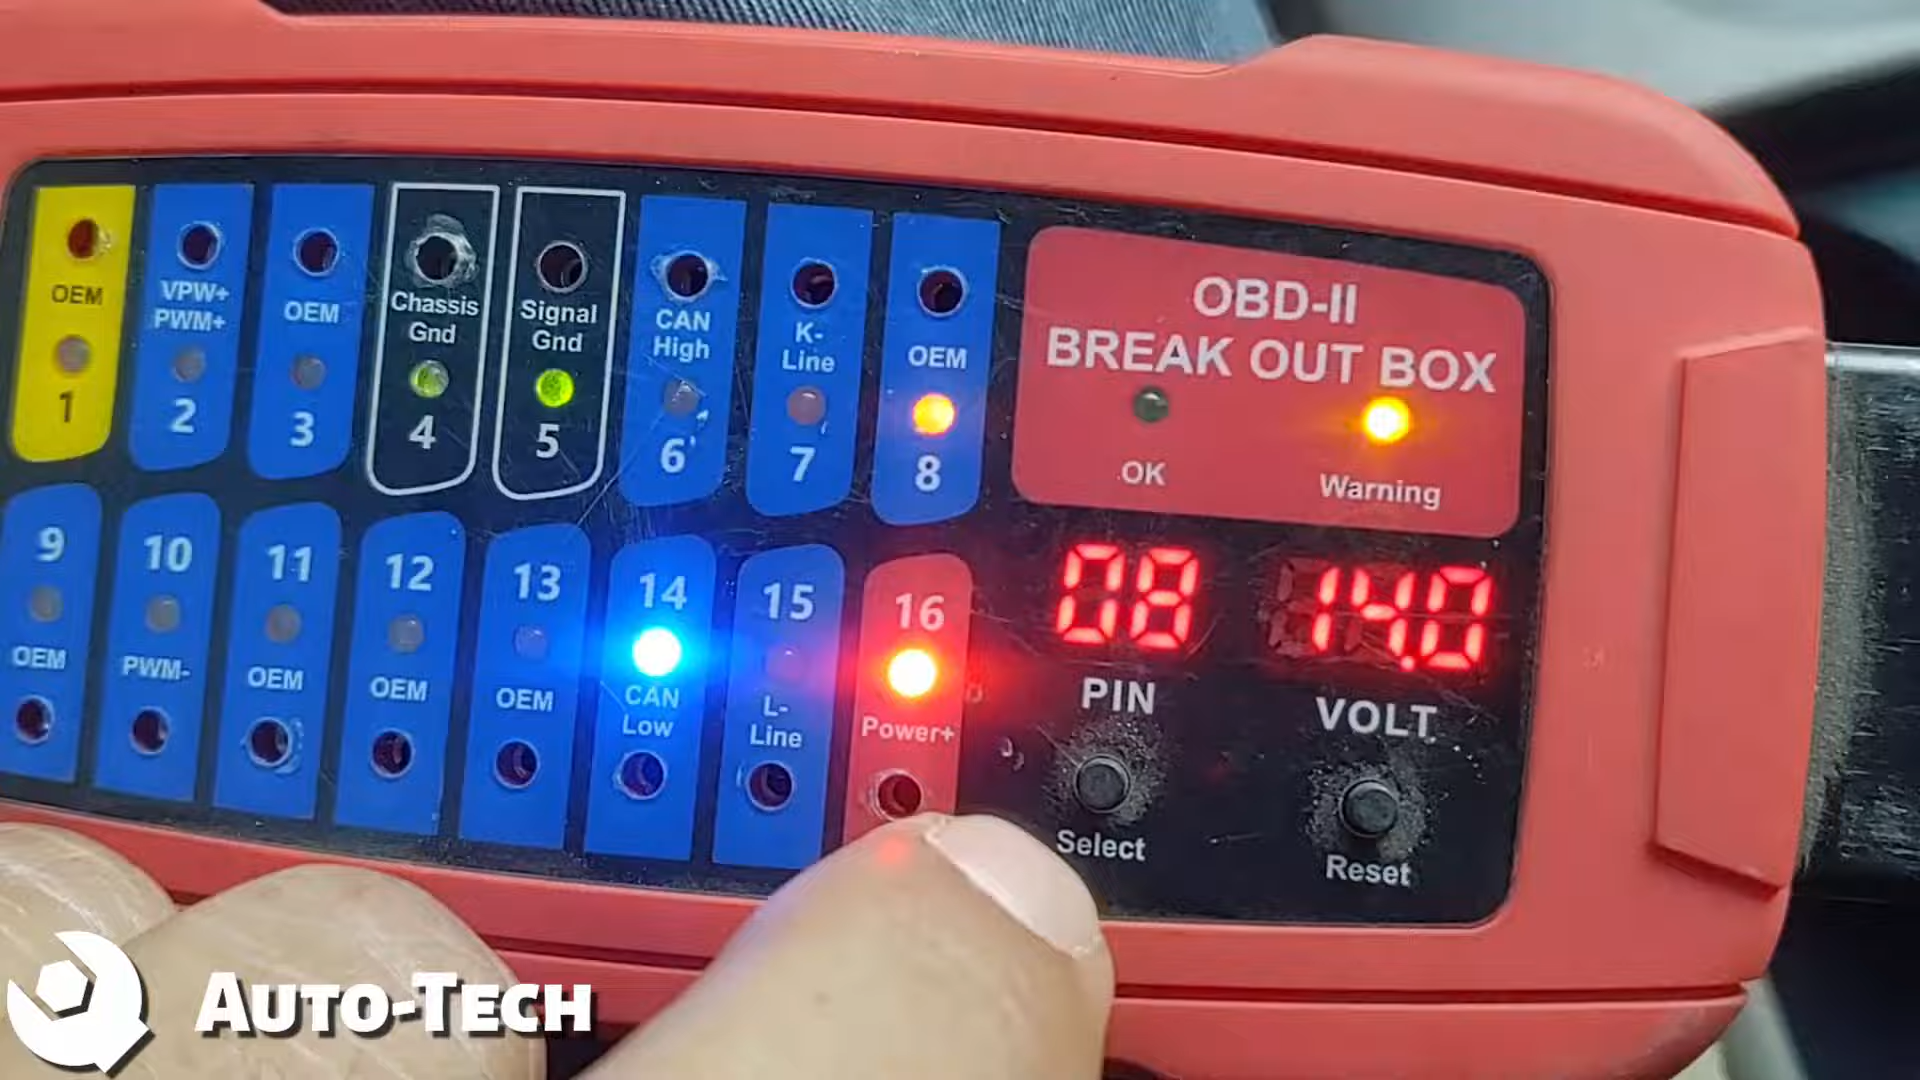 OEM
1
VPW+
PWM+
2
OEM
3
Chassis
Gnd
4
Signal
Gnd
5
CAN
High
6
K-
Line
7
OEM
8
OBD-II
BREAK OUT BOX
OK
Warning
9
OEM
10
PWM-
11
OEM
12
OEM
13
OEM
14
CAN
Low
15
L-
Line
16
Power+
08
PIN
Select
14.0
VOLT
Reset
AUTO-TECH